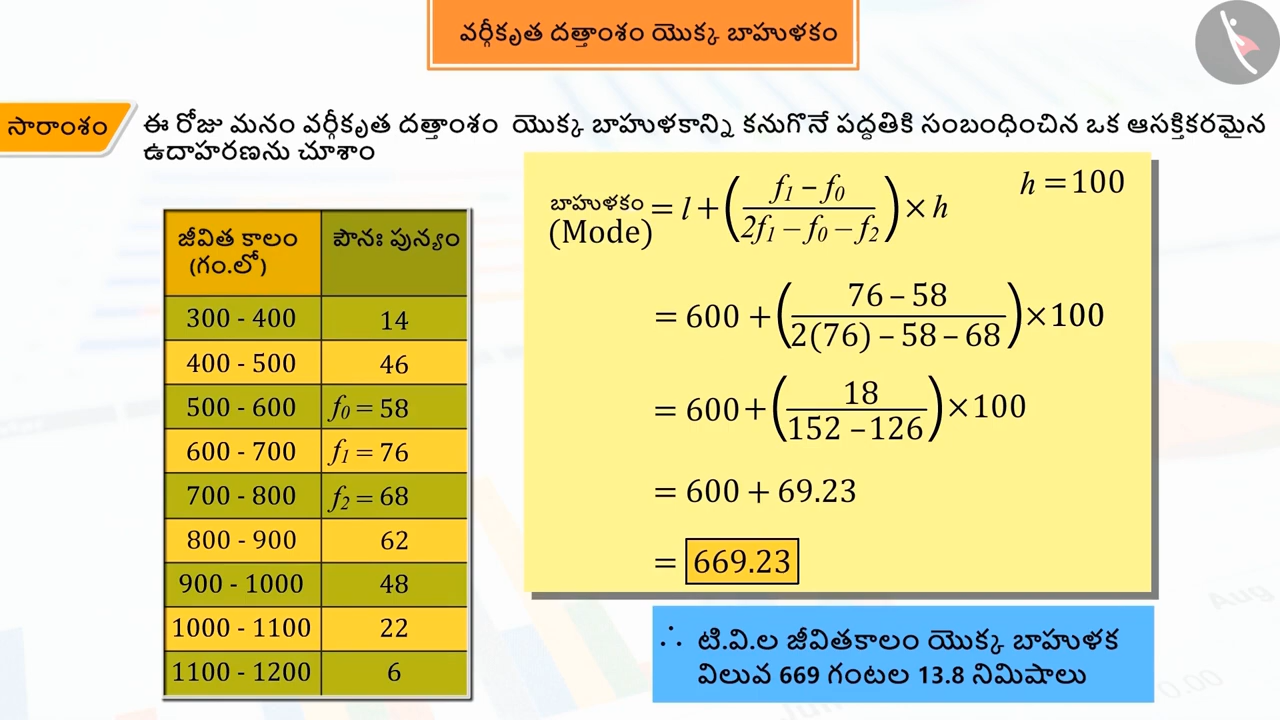 వర్గీకృత దత్తాంశం యొక్క బాహుళకం
సారాంశం
ఈ రోజు మనం వర్గీకృత దత్తాంశం యొక్క బాహుళకాన్ని కనుగొనే పద్దతికి సంబంధించిన ఒక ఆసక్తికరమైన
ఉదాహరణను చూశాం
జీవిత కాలం (గం.లో) పౌనః పున్యం
300 - 400 14
400 - 500 46
500 - 600 f₀ = 58
600 - 700 f₁ = 76
700 - 800 f₂ = 68
800 - 900 62
900 - 1000 48
1000 - 1100 22
1100 - 1200 6
h = 100
బాహుళకం (Mode) = l + ( (f₁ – f₀) / (2f₁ – f₀ – f₂) ) × h
= 600 + ( (76 – 58) / (2(76) – 58 – 68) ) × 100
= 600 + ( 18 / (152 – 126) ) × 100
= 600 + 69.23
= 669.23
∴ టి.వి.ల జీవితకాలం యొక్క బాహుళక
విలువ 669 గంటల 13.8 నిమిషాలు